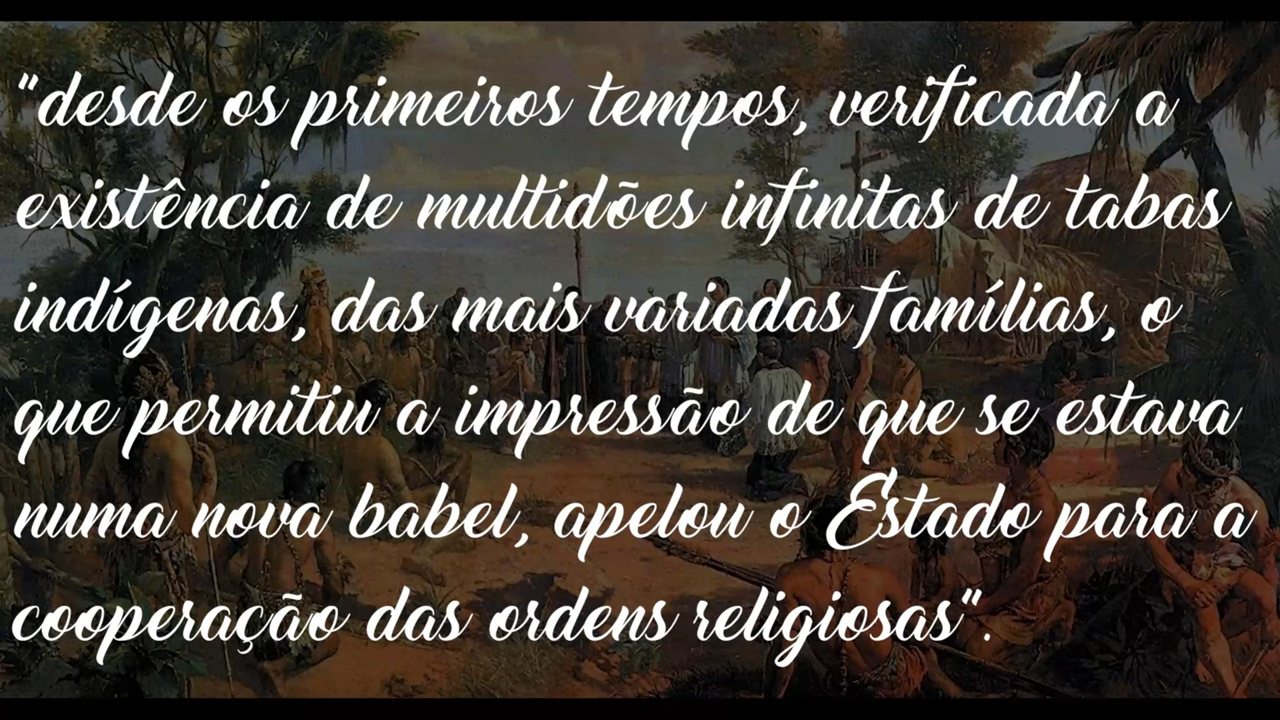 "desde os primeiros tempos, verificada a
existência de multidões infinitas de tabas
indígenas, das mais variadas famílias, o
que permitiu a impressão de que se estava
numa nova babel, apelou o Estado para a
cooperação das ordens religiosas".